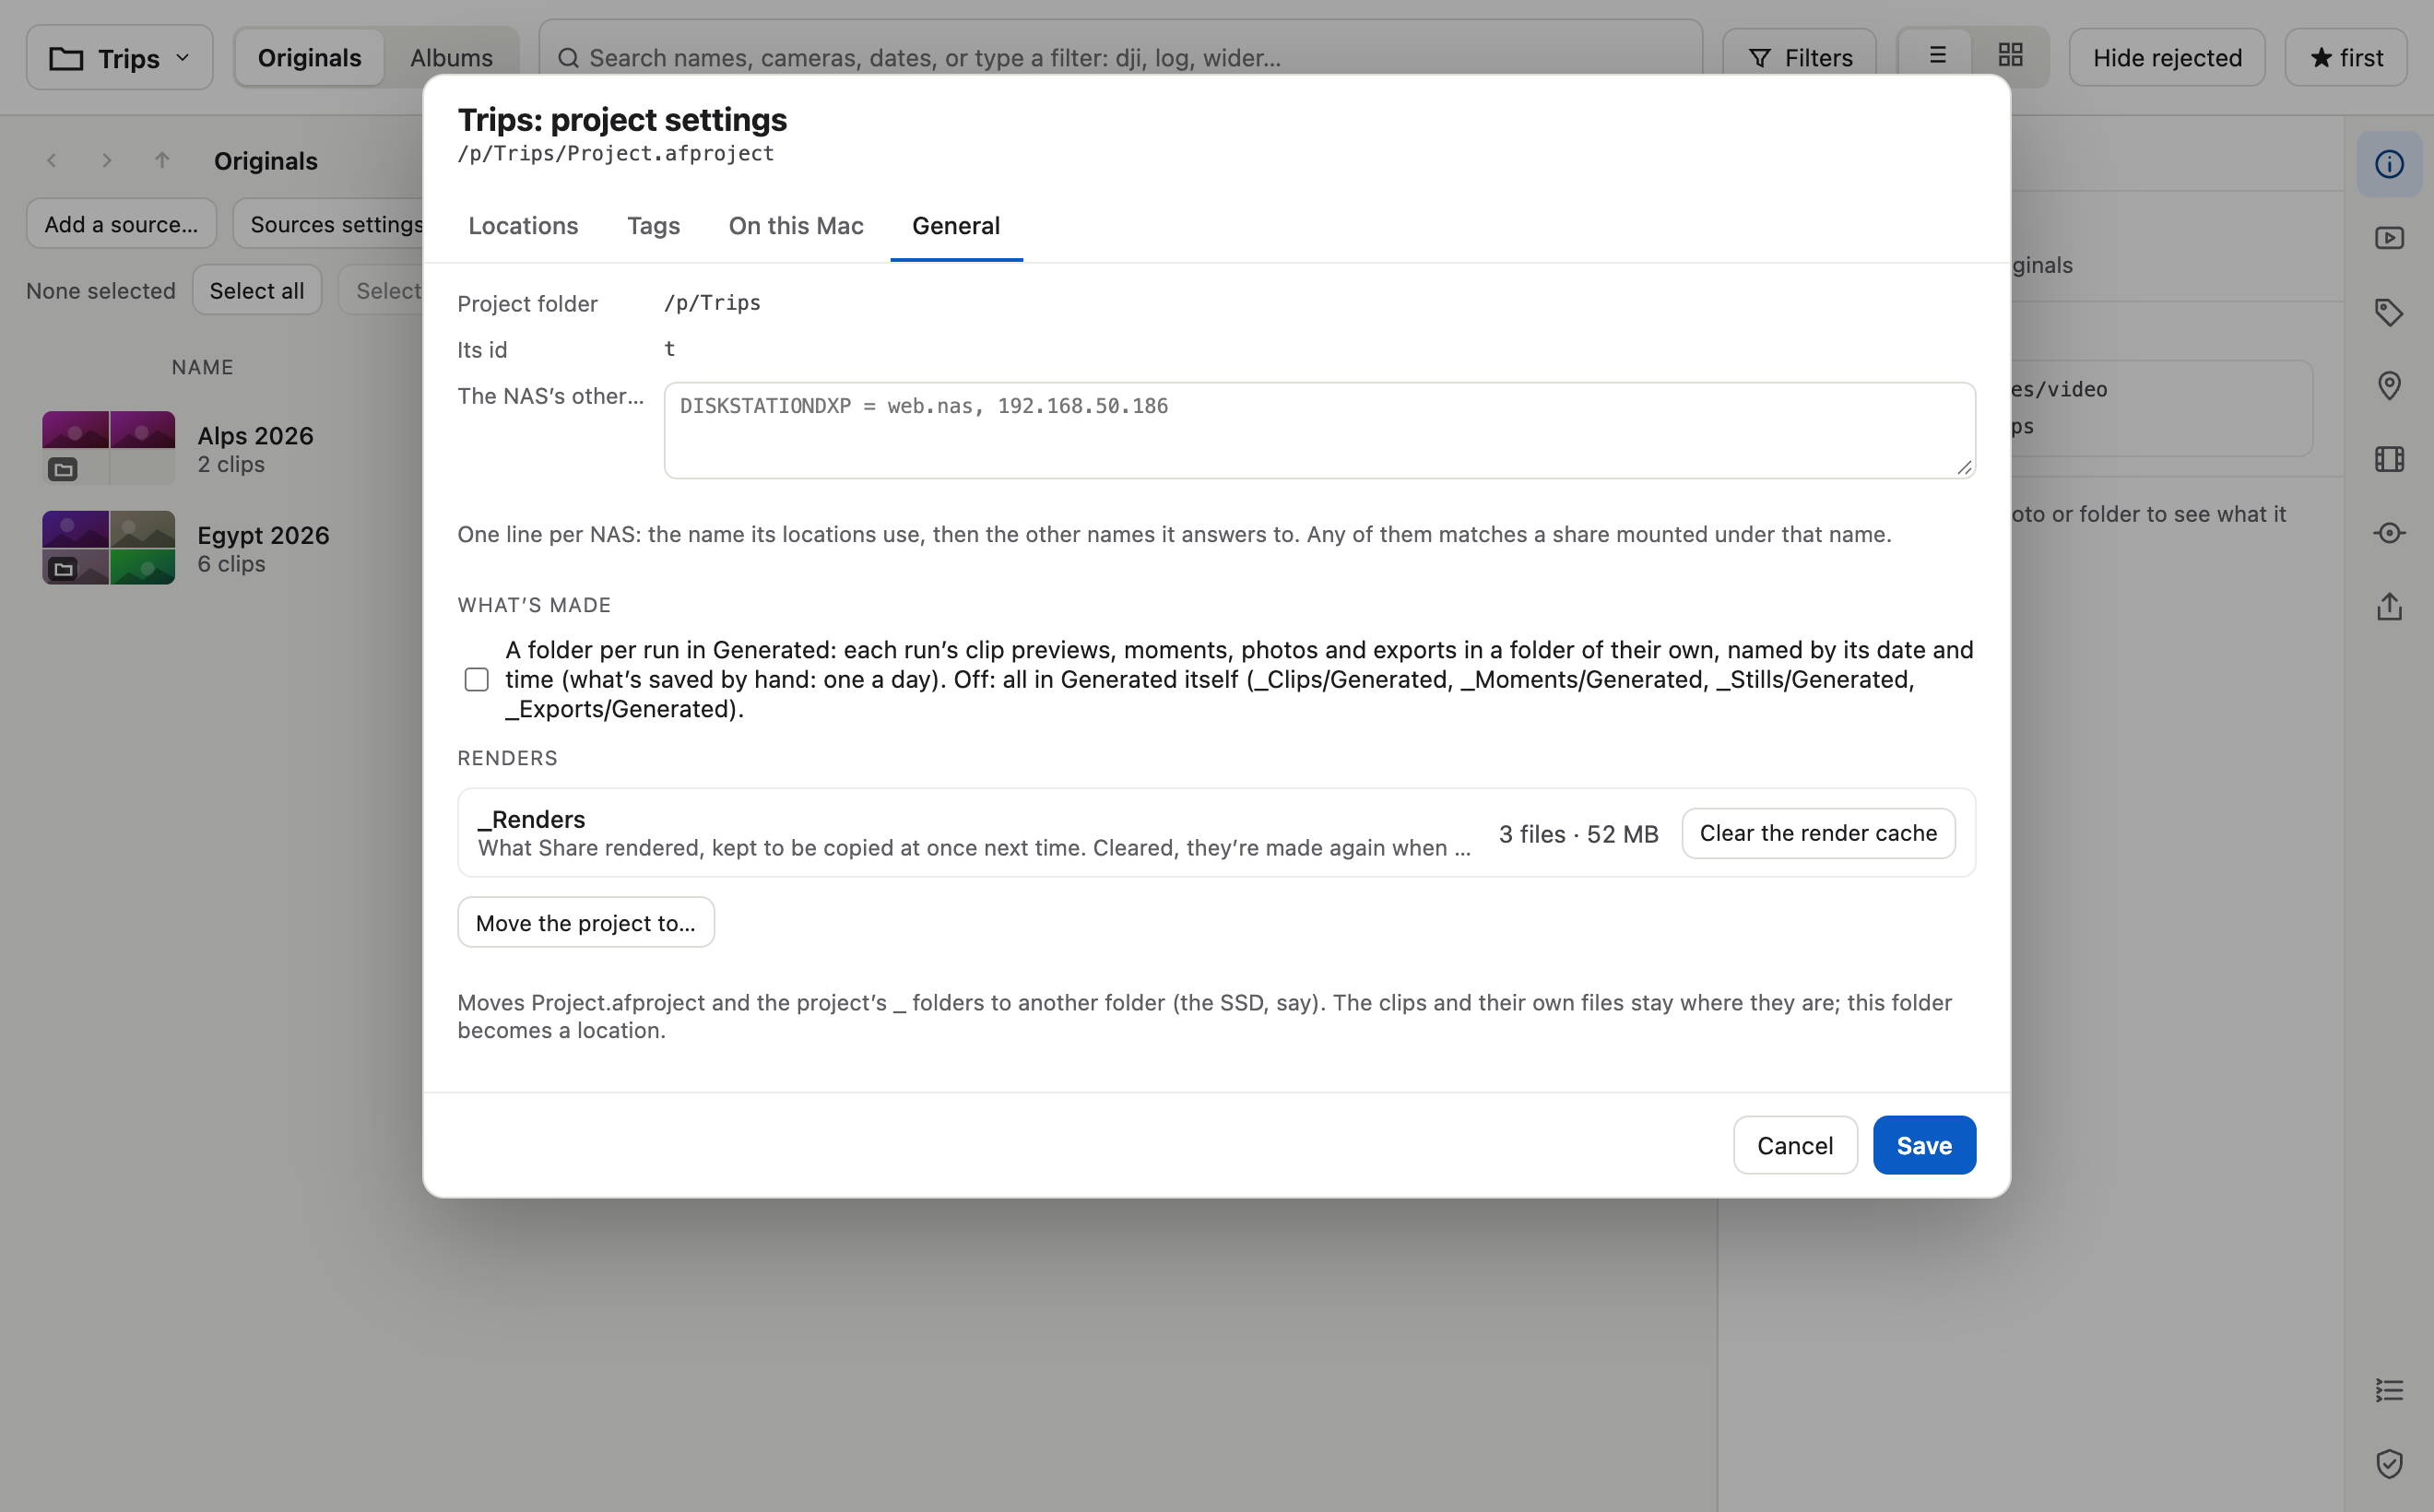 Trips
Originals
Albums
Search names, cameras, dates, or type a filter: dji, log, wider...
Filters
Hide rejected
★ first
Originals
Add a source...
Sources settings
None selected
Select all
Select
NAME
Alps 2026
2 clips
Egypt 2026
6 clips
Trips: project settings
/p/Trips/Project.afproject
Locations
Tags
On this Mac
General
Project folder
/p/Trips
Its id
t
The NAS’s other...
DISKSTATIONDXP = web.nas, 192.168.50.186
One line per NAS: the name its locations use, then the other names it answers to. Any of them matches a share mounted under that name.
WHAT’S MADE
A folder per run in Generated: each run’s clip previews, moments, photos and exports in a folder of their own, named by its date and
time (what’s saved by hand: one a day). Off: all in Generated itself (_Clips/Generated, _Moments/Generated, _Stills/Generated,
_Exports/Generated).
RENDERS
_Renders
What Share rendered, kept to be copied at once next time. Cleared, they’re made again when ...
3 files · 52 MB
Clear the render cache
Move the project to...
Moves Project.afproject and the project’s _ folders to another folder (the SSD, say). The clips and their own files stay where they are; this folder
becomes a location.
Cancel
Save
ginals
es/video
ps
oto or folder to see what it